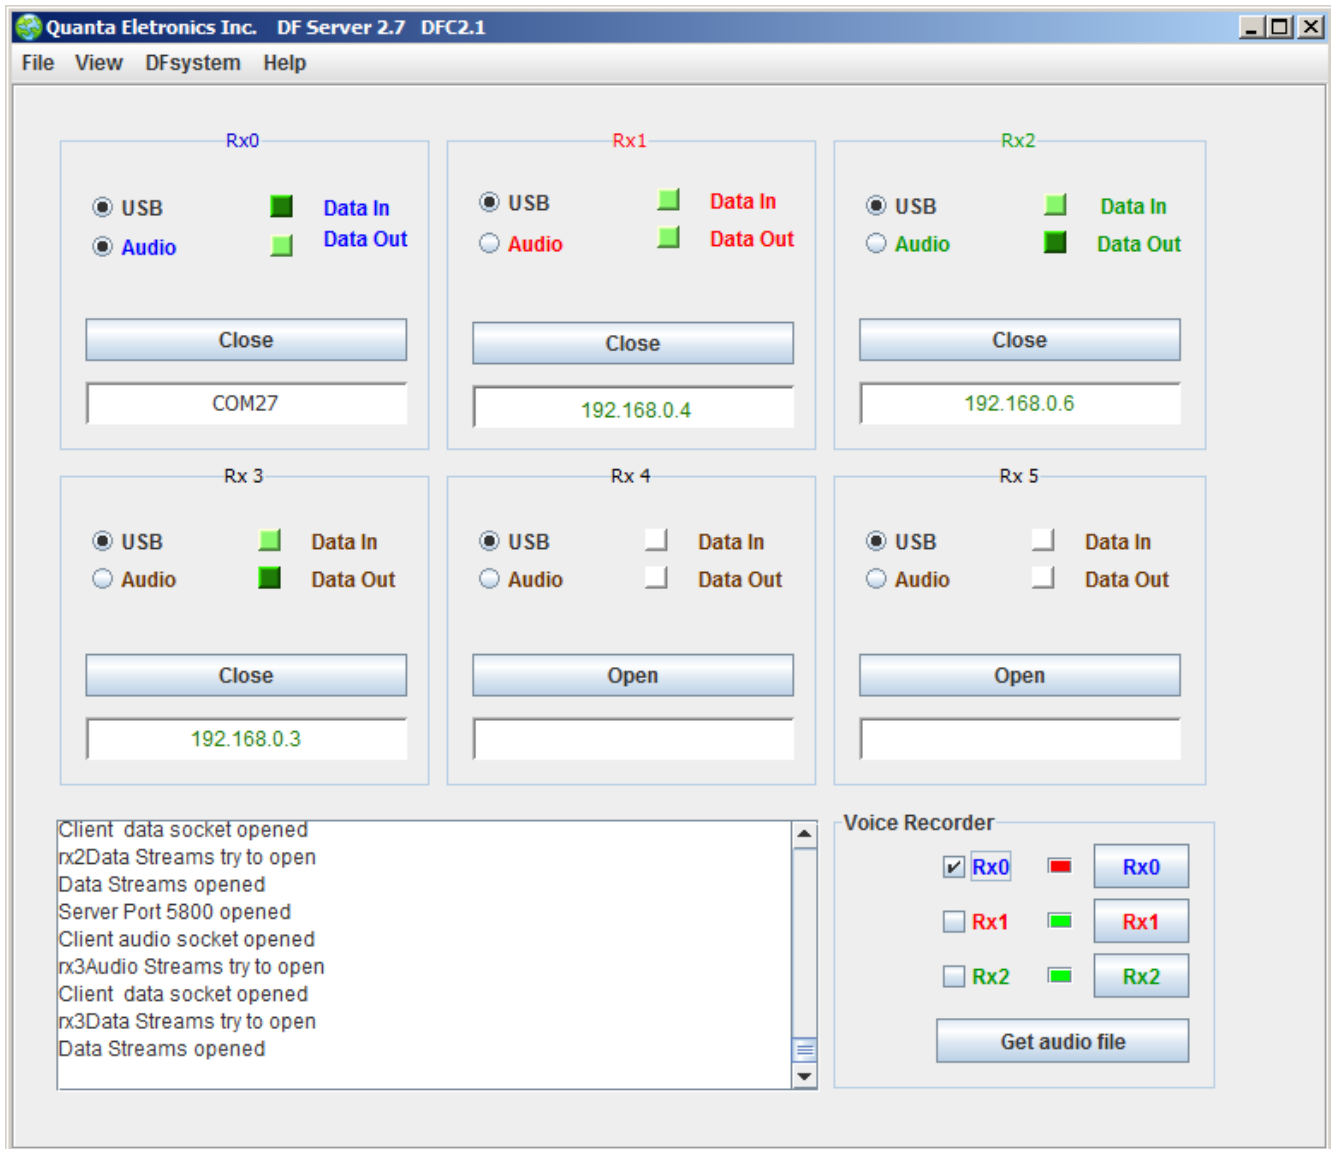 Quanta Eletronics Inc.   DF Server 2.7   DFC2.1
File   View   DFsystem   Help
Rx0
USB   Data In
Audio   Data Out
Close
COM27
Rx1
USB   Data In
Audio   Data Out
Close
192.168.0.4
Rx2
USB   Data In
Audio   Data Out
Close
192.168.0.6
Rx 3
USB   Data In
Audio   Data Out
Close
192.168.0.3
Rx 4
USB   Data In
Audio   Data Out
Open
Rx 5
USB   Data In
Audio   Data Out
Open
Client  data socket opened
rx2Data Streams try to open
Data Streams opened
Server Port 5800 opened
Client audio socket opened
rx3Audio Streams try to open
Client  data socket opened
rx3Data Streams try to open
Data Streams opened
Voice Recorder
Rx0   Rx0
Rx1   Rx1
Rx2   Rx2
Get audio file